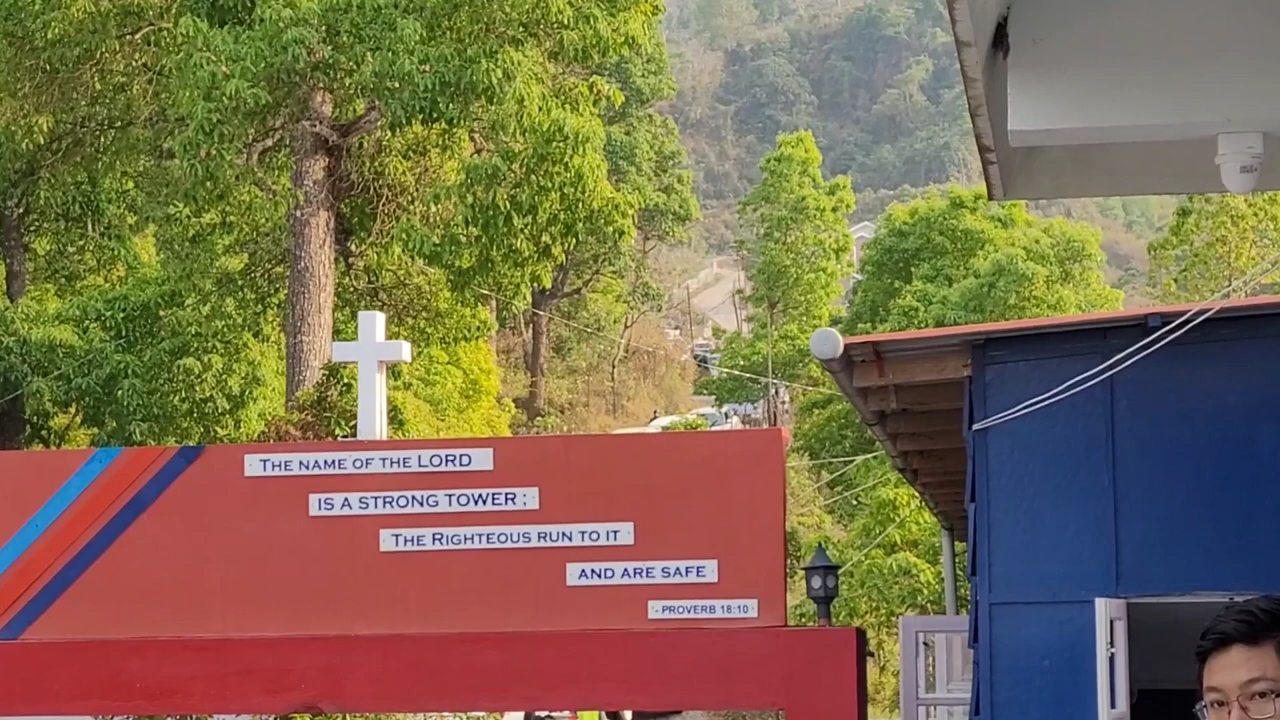 THE NAME OF THE LORD
IS A STRONG TOWER ;
THE RIGHTEOUS RUN TO IT
AND ARE SAFE
- PROVERB 18:10